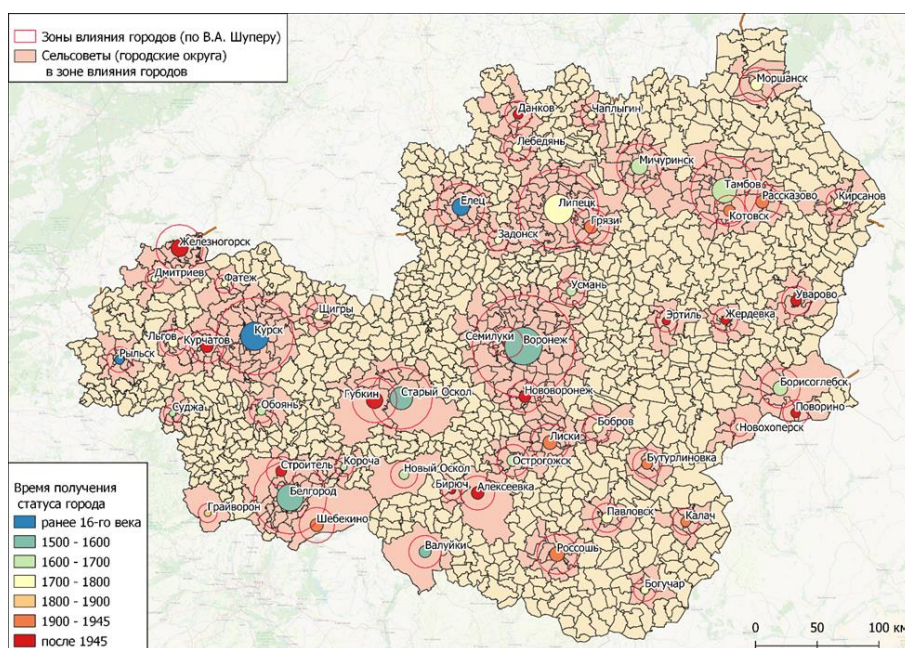 Зоны влияния городов (по В.А. Шуперу)
Сельсоветы (городские округа)
в зоне влияния городов
Моршанск
Данков
Чаплыгин
Лебедянь
Мичуринск
Тамбов
Рассказово
Кирсанов
Котовск
Елец
Липецк
Грязи
Задонск
Железногорск
Дмитриев
Фатеж
Усмань
Уварово
Щигры
Эртиль
Жердевка
Курск
Льгов
Курчатов
Семилуки
Воронеж
Рыльск
Борисоглебск
Губкин
Старый Оскол
Нововоронеж
Поворино
Суджа
Обоянь
Новохоперск
Бобров
Лиски
Острогожск
Бутурлиновка
Строитель
Короча
Новый Оскол
Бирюч
Алексеевка
Белгород
Грайворон
Шебекино
Павловск
Калач
Валуйки
Россошь
Богучар
Время получения
статуса города
ранее 16-го века
1500 - 1600
1600 - 1700
1700 - 1800
1800 - 1900
1900 - 1945
после 1945
0 50 100 км